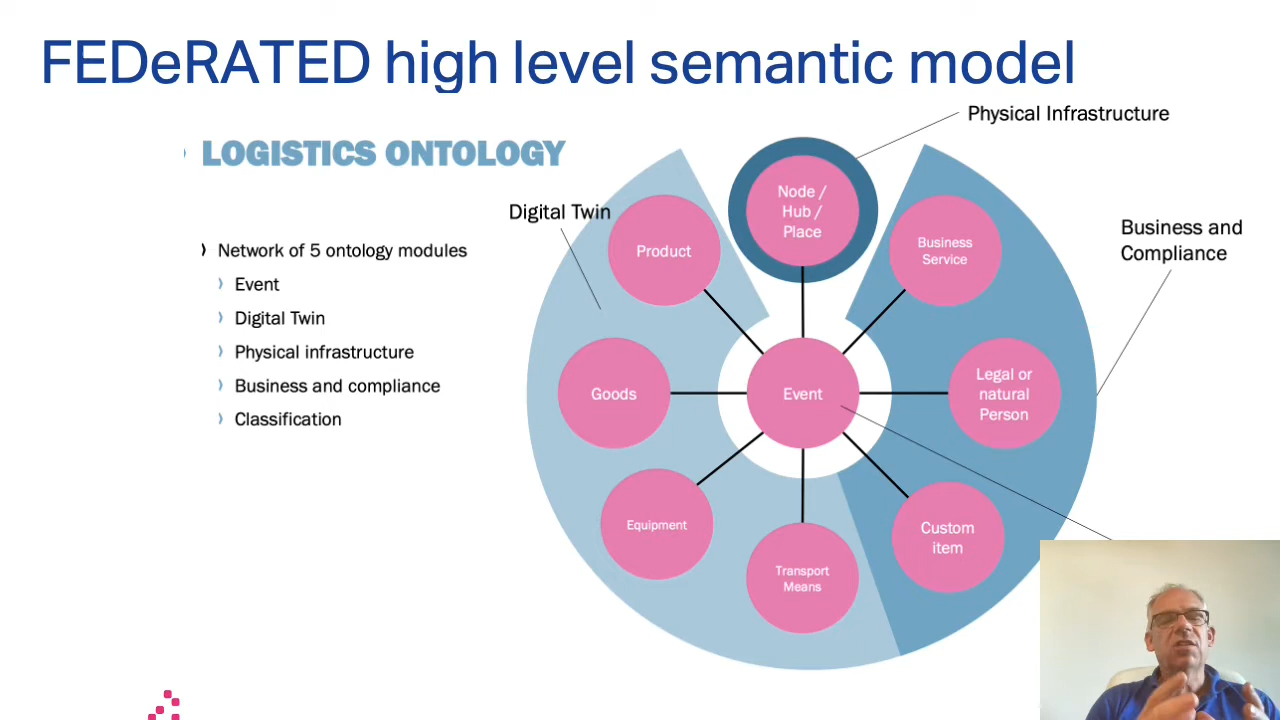 FEDeRATED high level semantic model
LOGISTICS ONTOLOGY
Network of 5 ontology modules
Event
Digital Twin
Physical infrastructure
Business and compliance
Classification
Physical Infrastructure
Digital Twin
Business and
Compliance
Node /
Hub /
Place
Product
Business
Service
Goods
Event
Legal or
natural
Person
Equipment
Transport
Means
Custom
item